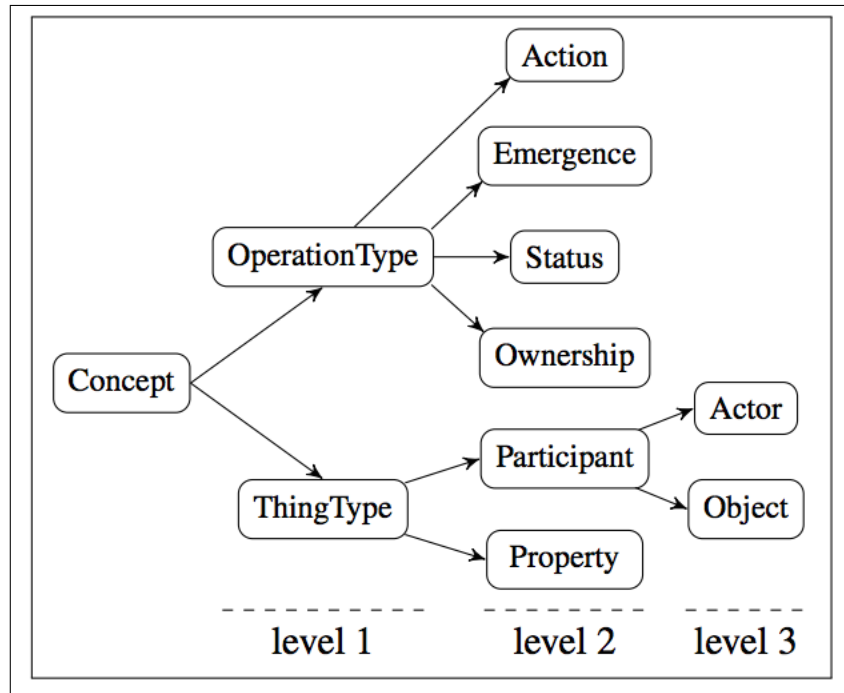 Action
Emergence
OperationType
Status
Ownership
Concept
Actor
Participant
ThingType
Object
Property
level 1 level 2 level 3